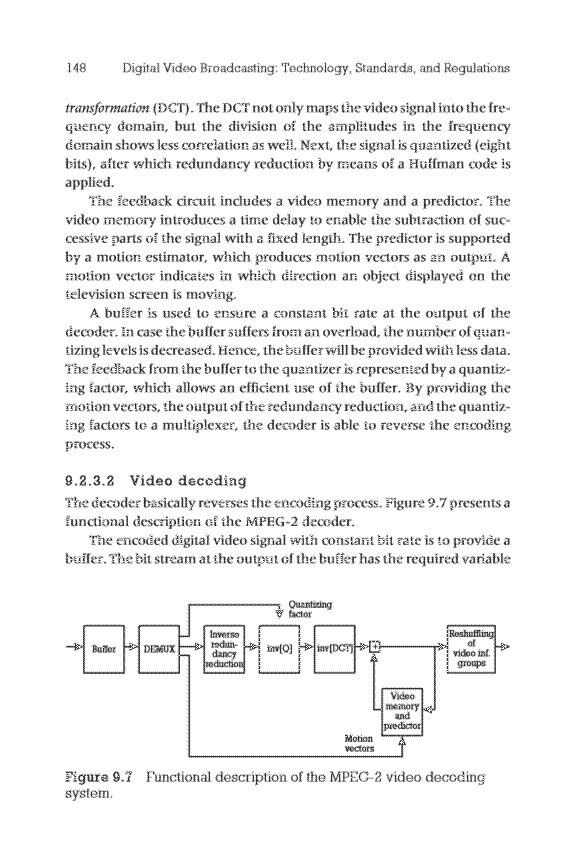 148 Digital Video Broadcasting: Technology, Standards, and Regulations
transformation (DCT). The DCT not only maps the video signal into the fre-
quency domain, but the division of the amplitudes in the frequency
domain shows less correlation as well. Next, the signal is quantized (eight
bits), after which redundancy reduction by means of a Huffman code is
applied.
The feedback circuit includes a video memory and a predictor. The
video memory introduces a time delay to enable the subtraction of suc-
cessive parts of the signal with a fixed length. The predictor is supported
by a motion estimator, which produces motion vectors as an output. A
motion vector indicates in which direction an object displayed on the
television screen is moving.
A buffer is used to ensure a constant bit rate at the output of the
decoder. In case the buffer suffers from an overload, the number of quan-
tizing levels is decreased. Hence, the buffer will be provided with less data.
The feedback from the buffer to the quantizer is represented by a quantiz-
ing factor, which allows an efficient use of the buffer. By providing the
motion vectors, the output of the redundancy reduction, and the quantiz-
ing factors to a multiplexer, the decoder is able to reverse the encoding
process.
9.2.3.2 Video decoding
The decoder basically reverses the encoding process. Figure 9.7 presents a
functional description of the MPEG-2 decoder.
The encoded digital video signal with constant bit rate is to provide a
buffer. The bit stream at the output of the buffer has the required variable
Quantizing
factor
Buffer
DEMUX
Inverse
redun-
dancy
reduction
inv[Q]
inv[DCT]
+
Reshuffling
of
video inf.
groups
Video
memory
and
predictor
Motion
vectors
Figure 9.7 Functional description of the MPEG-2 video decoding
system.